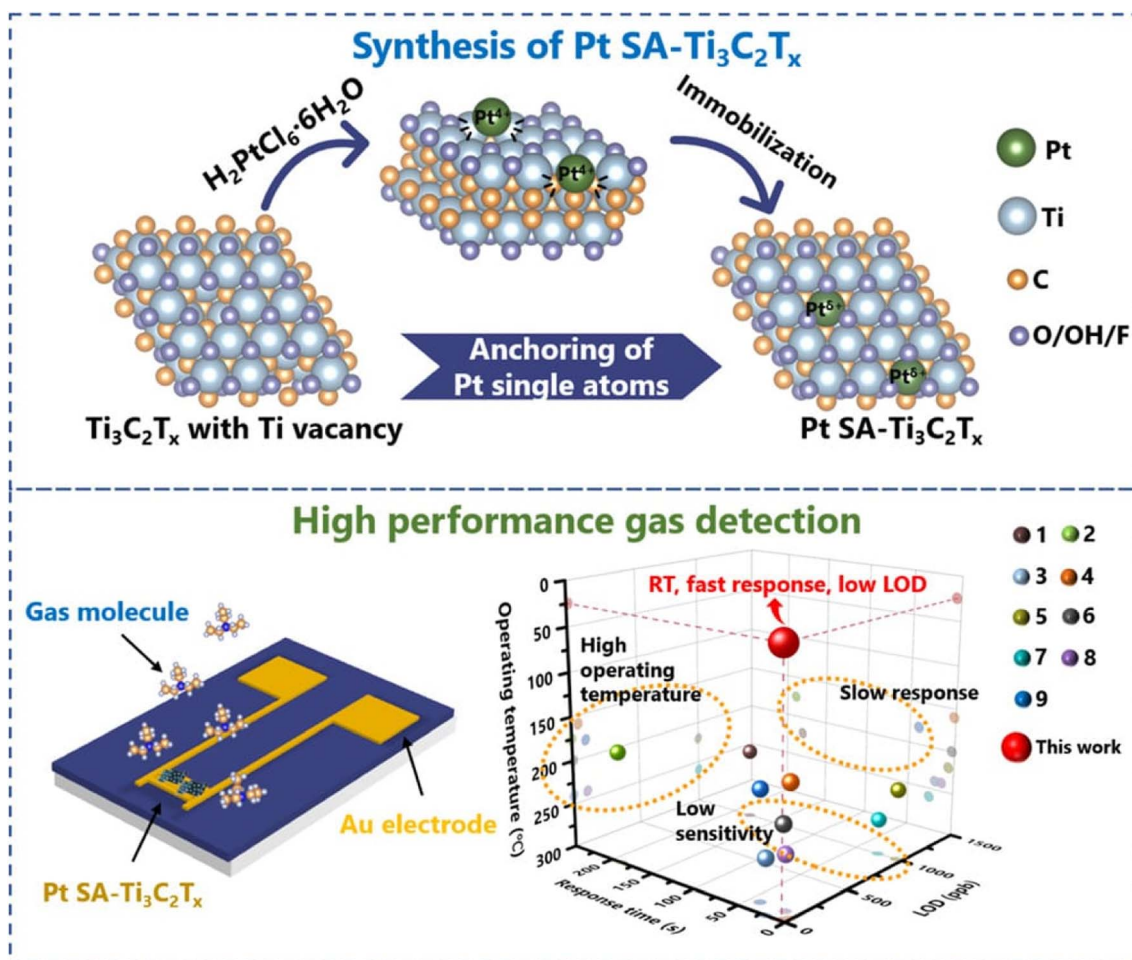 Synthesis of Pt SA-Ti₃C₂Tₓ
H₂PtCl₆·6H₂O
Pt⁴⁺
Pt⁴⁺
Immobilization
Pt
Ti
C
O/OH/F
Ptᵟ⁺
Ptᵟ⁺
Anchoring of
Pt single atoms
Ti₃C₂Tₓ with Ti vacancy
Pt SA-Ti₃C₂Tₓ
High performance gas detection
Gas molecule
Au electrode
Pt SA-Ti₃C₂Tₓ
RT, fast response, low LOD
High
operating
temperature
Slow response
Low
sensitivity
Operating temperature (℃)
0
50
100
150
200
250
300
Response time (s)
200
150
100
50
0
LOD (ppb)
0
500
1000
1500
1 2
3 4
5 6
7 8
9
This work